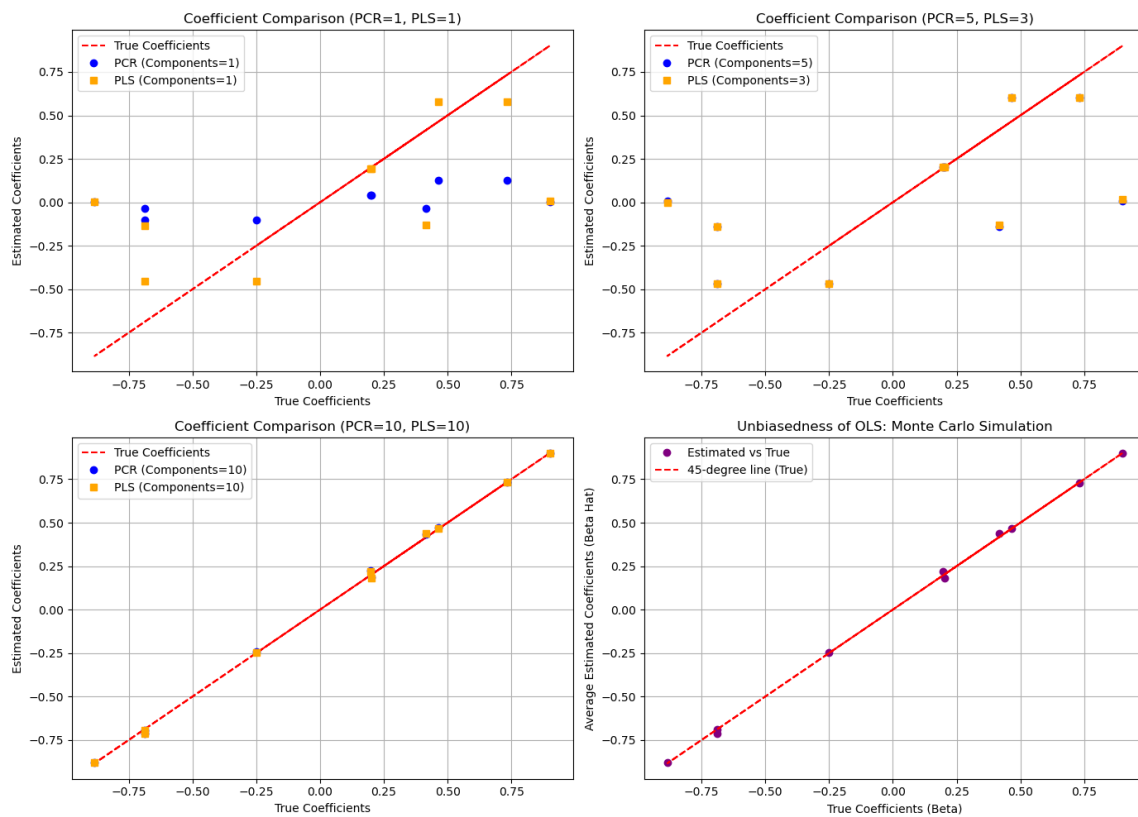 Coefficient Comparison (PCR=1, PLS=1)
True Coefficients
PCR (Components=1)
PLS (Components=1)
Estimated Coefficients
0.75
0.50
0.25
0.00
−0.25
−0.50
−0.75
−0.75 −0.50 −0.25 0.00 0.25 0.50 0.75
True Coefficients
Coefficient Comparison (PCR=5, PLS=3)
True Coefficients
PCR (Components=5)
PLS (Components=3)
Estimated Coefficients
0.75
0.50
0.25
0.00
−0.25
−0.50
−0.75
−0.75 −0.50 −0.25 0.00 0.25 0.50 0.75
True Coefficients
Coefficient Comparison (PCR=10, PLS=10)
True Coefficients
PCR (Components=10)
PLS (Components=10)
Estimated Coefficients
0.75
0.50
0.25
0.00
−0.25
−0.50
−0.75
−0.75 −0.50 −0.25 0.00 0.25 0.50 0.75
True Coefficients
Unbiasedness of OLS: Monte Carlo Simulation
Estimated vs True
45-degree line (True)
Average Estimated Coefficients (Beta Hat)
0.75
0.50
0.25
0.00
−0.25
−0.50
−0.75
−0.75 −0.50 −0.25 0.00 0.25 0.50 0.75
True Coefficients (Beta)